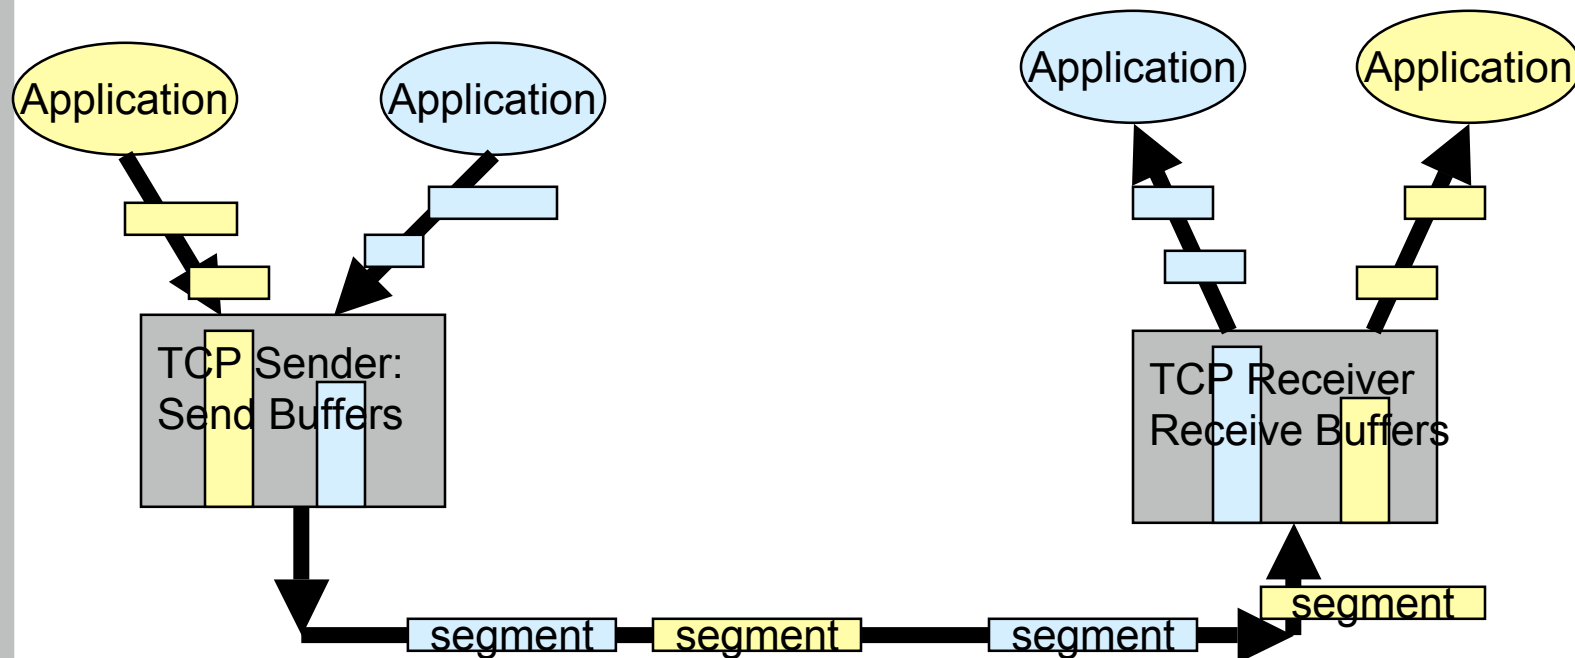 Application
Application
Application
Application
TCP Sender:
Send Buffers
TCP Receiver
Receive Buffers
segment
segment
segment
segment